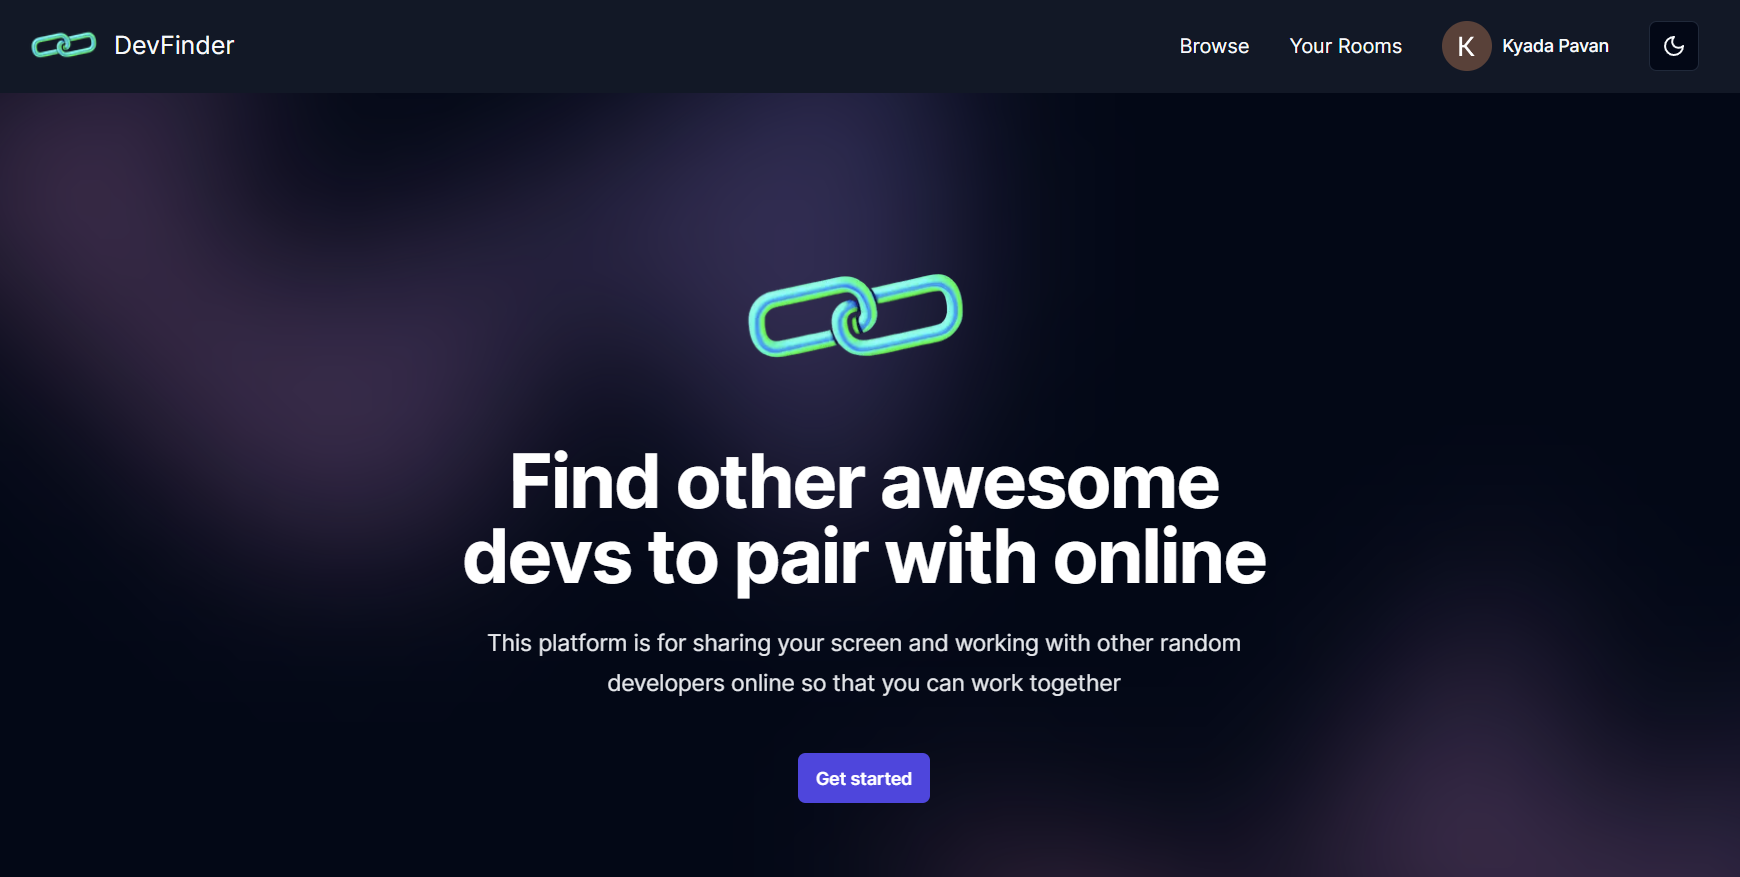 DevFinder
Browse
Your Rooms
K
Kyada Pavan
Find other awesome
devs to pair with online
This platform is for sharing your screen and working with other random
developers online so that you can work together
Get started